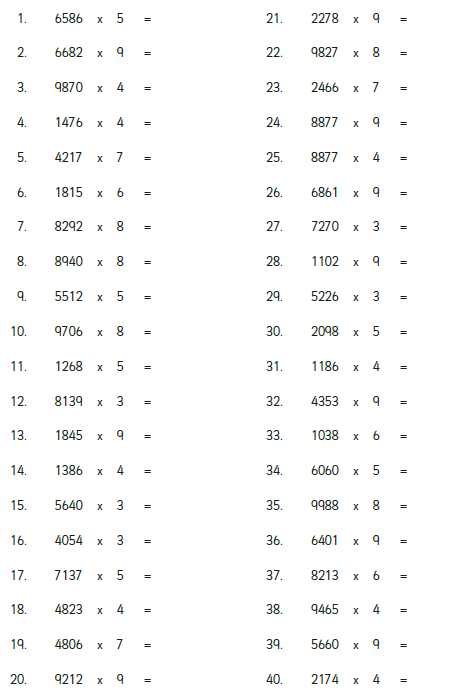 1. 6586 x 5 =
2. 6682 x 9 =
3. 9870 x 4 =
4. 1476 x 4 =
5. 4217 x 7 =
6. 1815 x 6 =
7. 8292 x 8 =
8. 8940 x 8 =
9. 5512 x 5 =
10. 9706 x 8 =
11. 1268 x 5 =
12. 8139 x 3 =
13. 1845 x 9 =
14. 1386 x 4 =
15. 5640 x 3 =
16. 4054 x 3 =
17. 7137 x 5 =
18. 4823 x 4 =
19. 4806 x 7 =
20. 9212 x 9 =
21. 2278 x 9 =
22. 9827 x 8 =
23. 2466 x 7 =
24. 8877 x 9 =
25. 8877 x 4 =
26. 6861 x 9 =
27. 7270 x 3 =
28. 1102 x 9 =
29. 5226 x 3 =
30. 2098 x 5 =
31. 1186 x 4 =
32. 4353 x 9 =
33. 1038 x 6 =
34. 6060 x 5 =
35. 9988 x 8 =
36. 6401 x 9 =
37. 8213 x 6 =
38. 9465 x 4 =
39. 5660 x 9 =
40. 2174 x 4 =